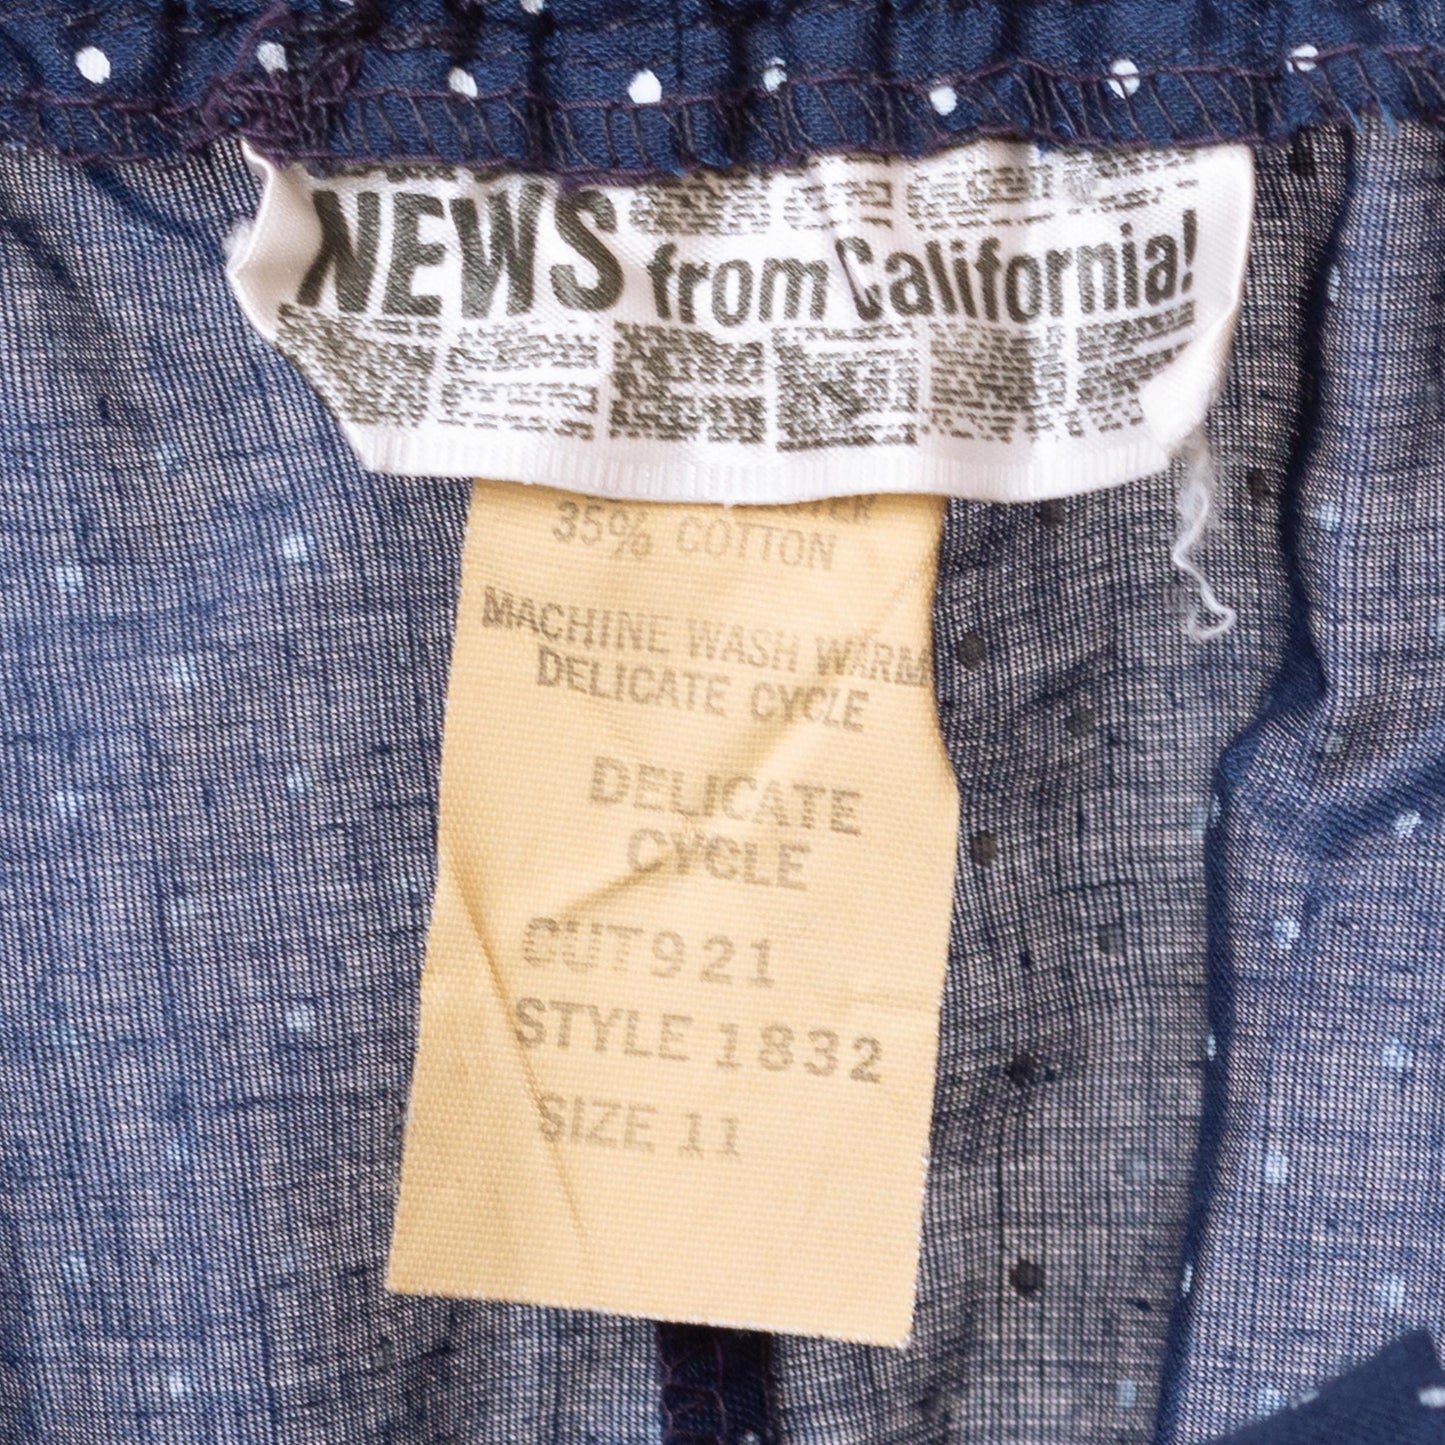 NEWS from California!
35% COTTON
MACHINE WASH WARM
DELICATE CYCLE
DELICATE
CYCLE
CUT 921
STYLE 1832
SIZE 11